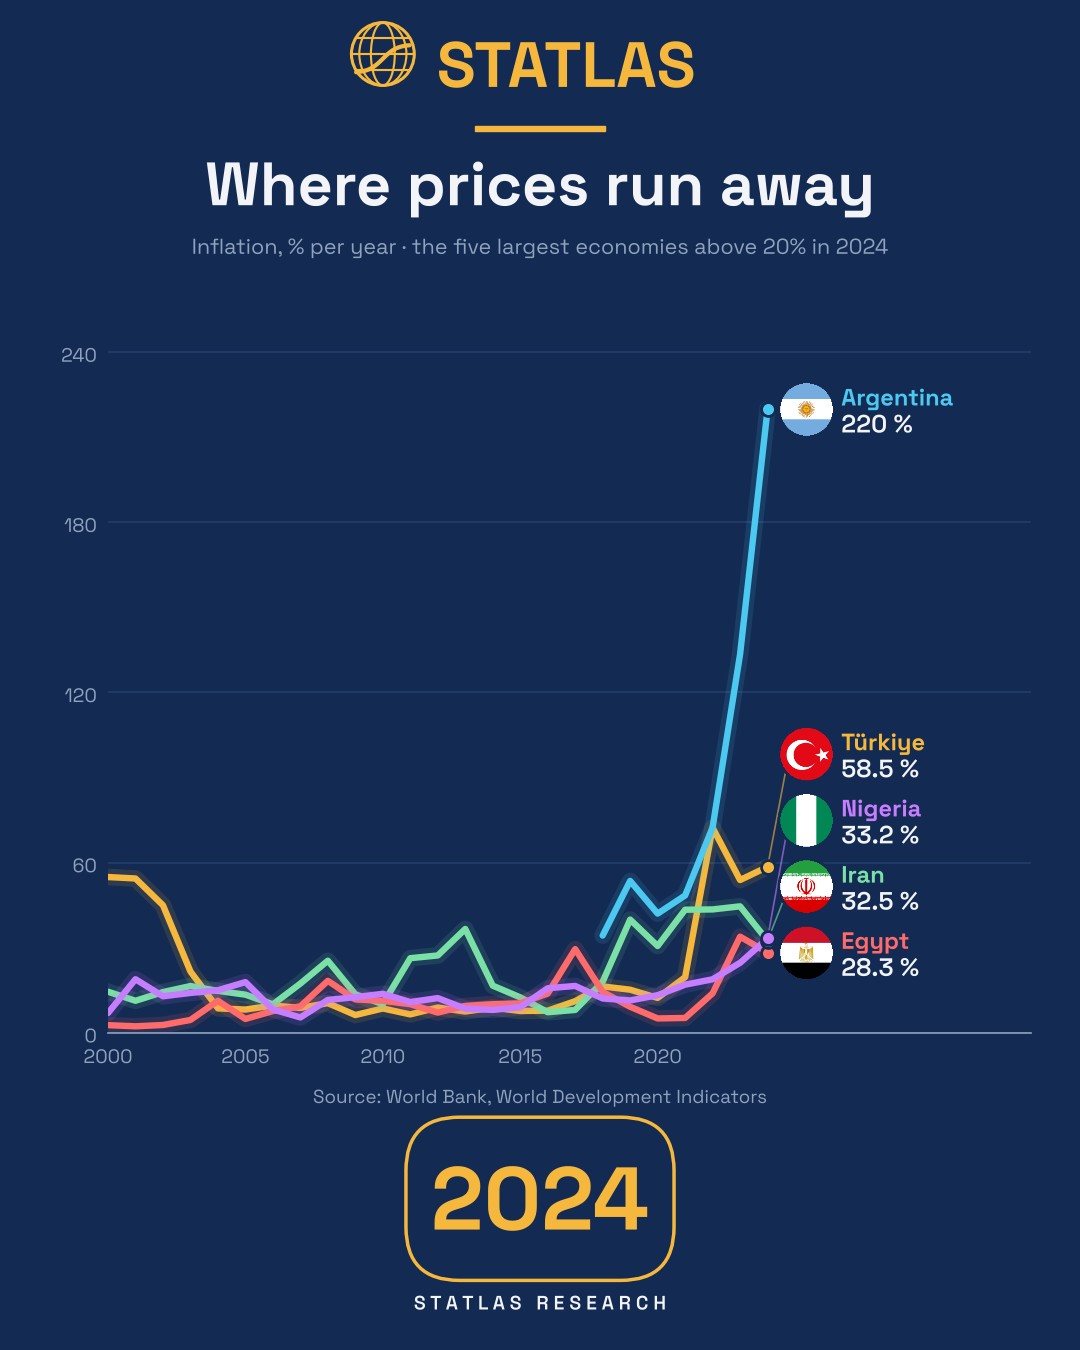 STATLAS
Where prices run away
Inflation, % per year · the five largest economies above 20% in 2024
240
180
120
60
0
Argentina
220 %
Türkiye
58.5 %
Nigeria
33.2 %
Iran
32.5 %
Egypt
28.3 %
2000 2005 2010 2015 2020
Source: World Bank, World Development Indicators
2024
STATLAS RESEARCH